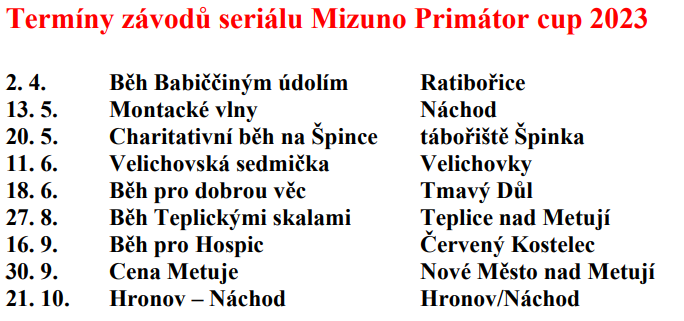 Termíny závodů seriálu Mizuno Primátor cup 2023
2. 4. Běh Babiččiným údolím Ratibořice
13. 5. Montacké vlny Náchod
20. 5. Charitativní běh na Špince tábořiště Špinka
11. 6. Velichovská sedmička Velichovky
18. 6. Běh pro dobrou věc Tmavý Důl
27. 8. Běh Teplickými skalami Teplice nad Metují
16. 9. Běh pro Hospic Červený Kostelec
30. 9. Cena Metuje Nové Město nad Metují
21. 10. Hronov – Náchod Hronov/Náchod